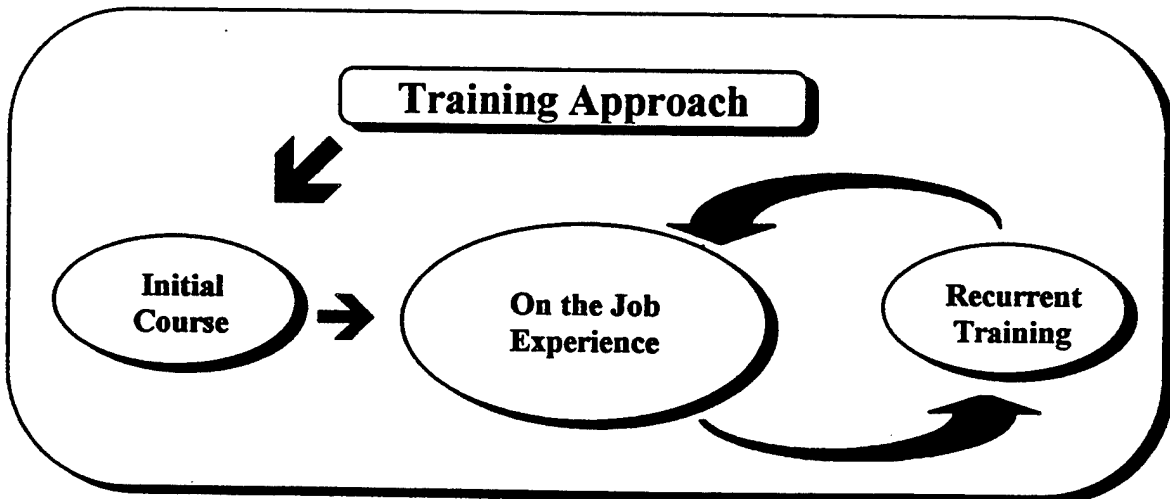 Training Approach
Initial
Course
On the Job
Experience
Recurrent
Training